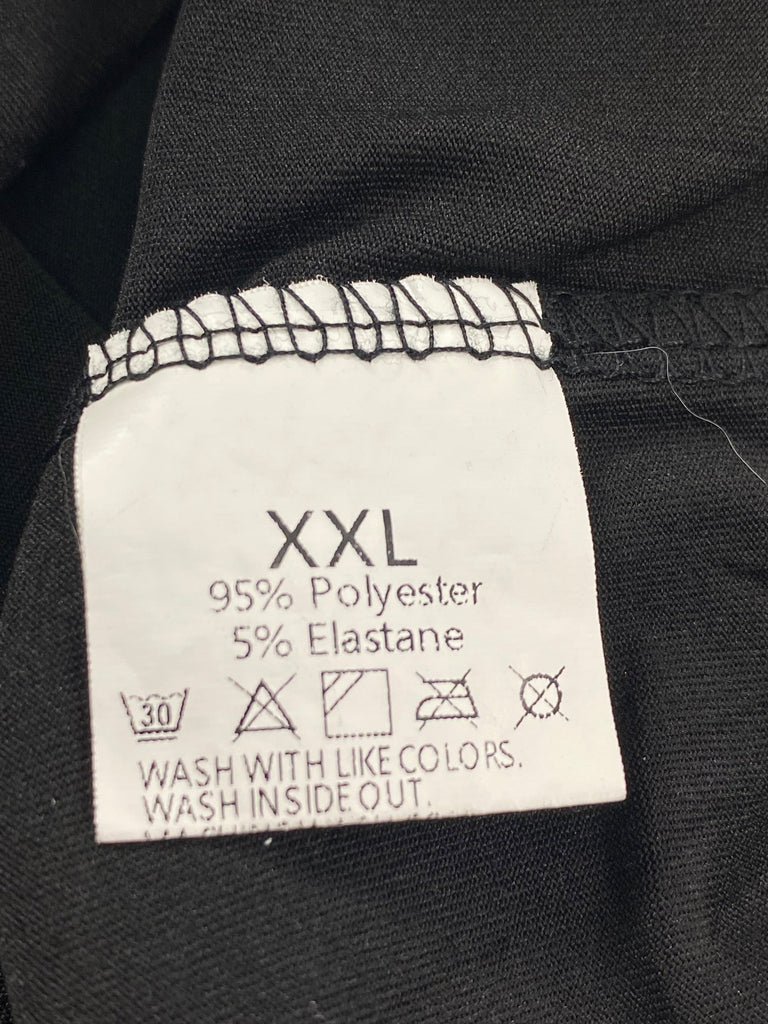 XXL
95% Polyester
5% Elastane
30
WASH WITH LIKE COLORS.
WASH INSIDE OUT.